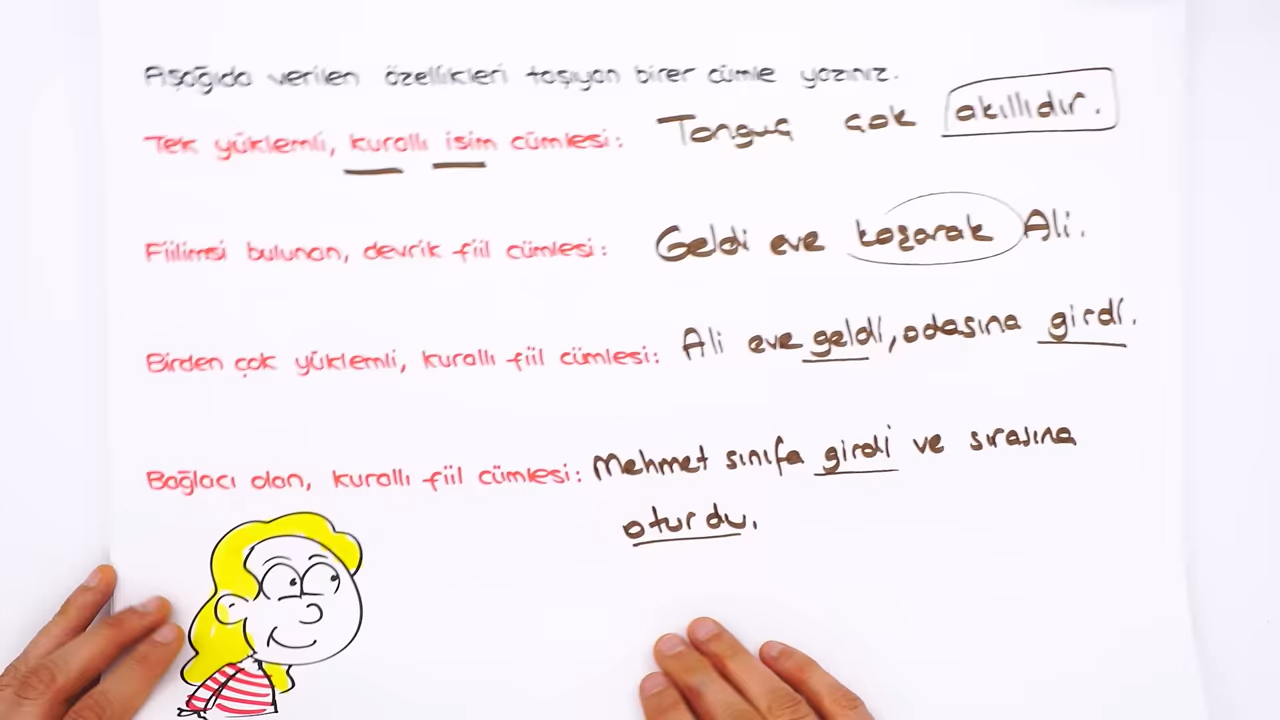 Aşağıda verilen özellikleri taşıyan birer cümle yazınız.
Tek yüklemli, kurallı isim cümlesi: Tonguç çok akıllıdır.
Fiilimsi bulunan, devrik fiil cümlesi: Geldi eve koşarak Ali.
Birden çok yüklemli, kurallı fiil cümlesi: Ali eve geldi, odasına girdi.
Bağlacı olan, kurallı fiil cümlesi: Mehmet sınıfa girdi ve sırasına
oturdu.